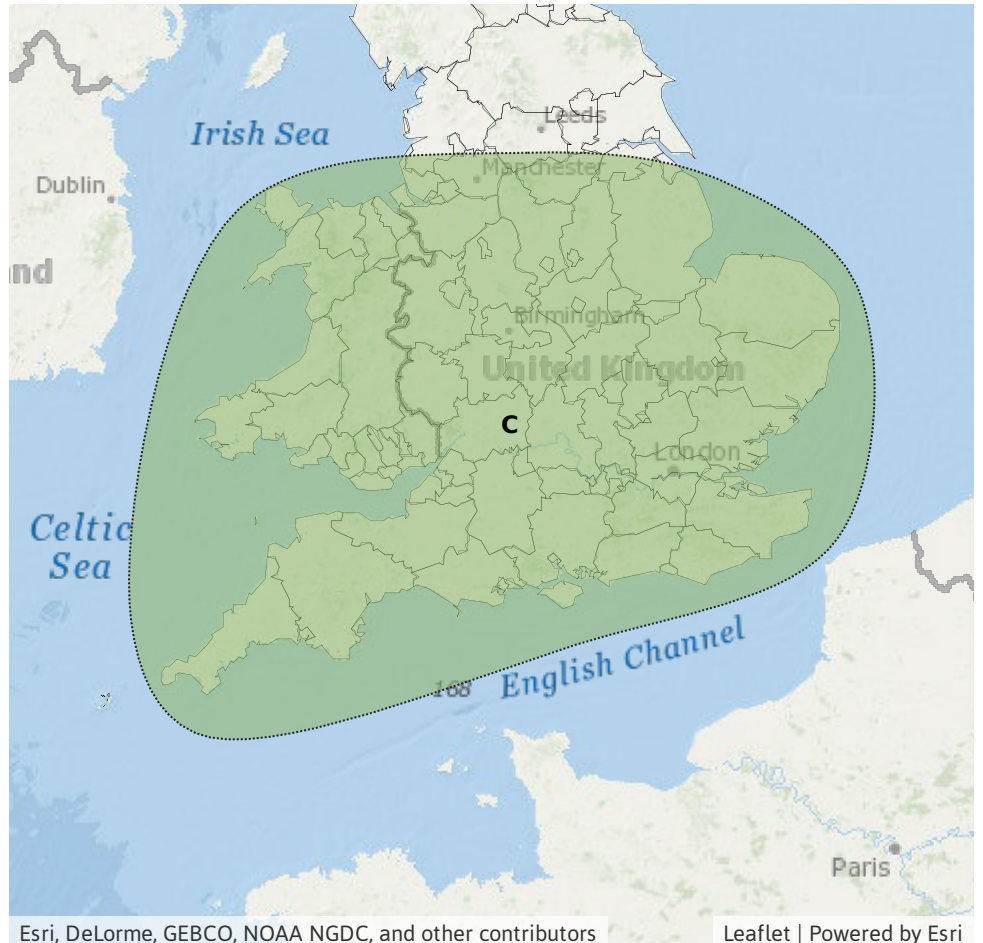 Leeds
Irish Sea
Manchester
Dublin
nd
Birmingham
United Kingdom
C
London
Celtic
Sea
English Channel
168
Paris
Esri, DeLorme, GEBCO, NOAA NGDC, and other contributors
Leaflet | Powered by Esri